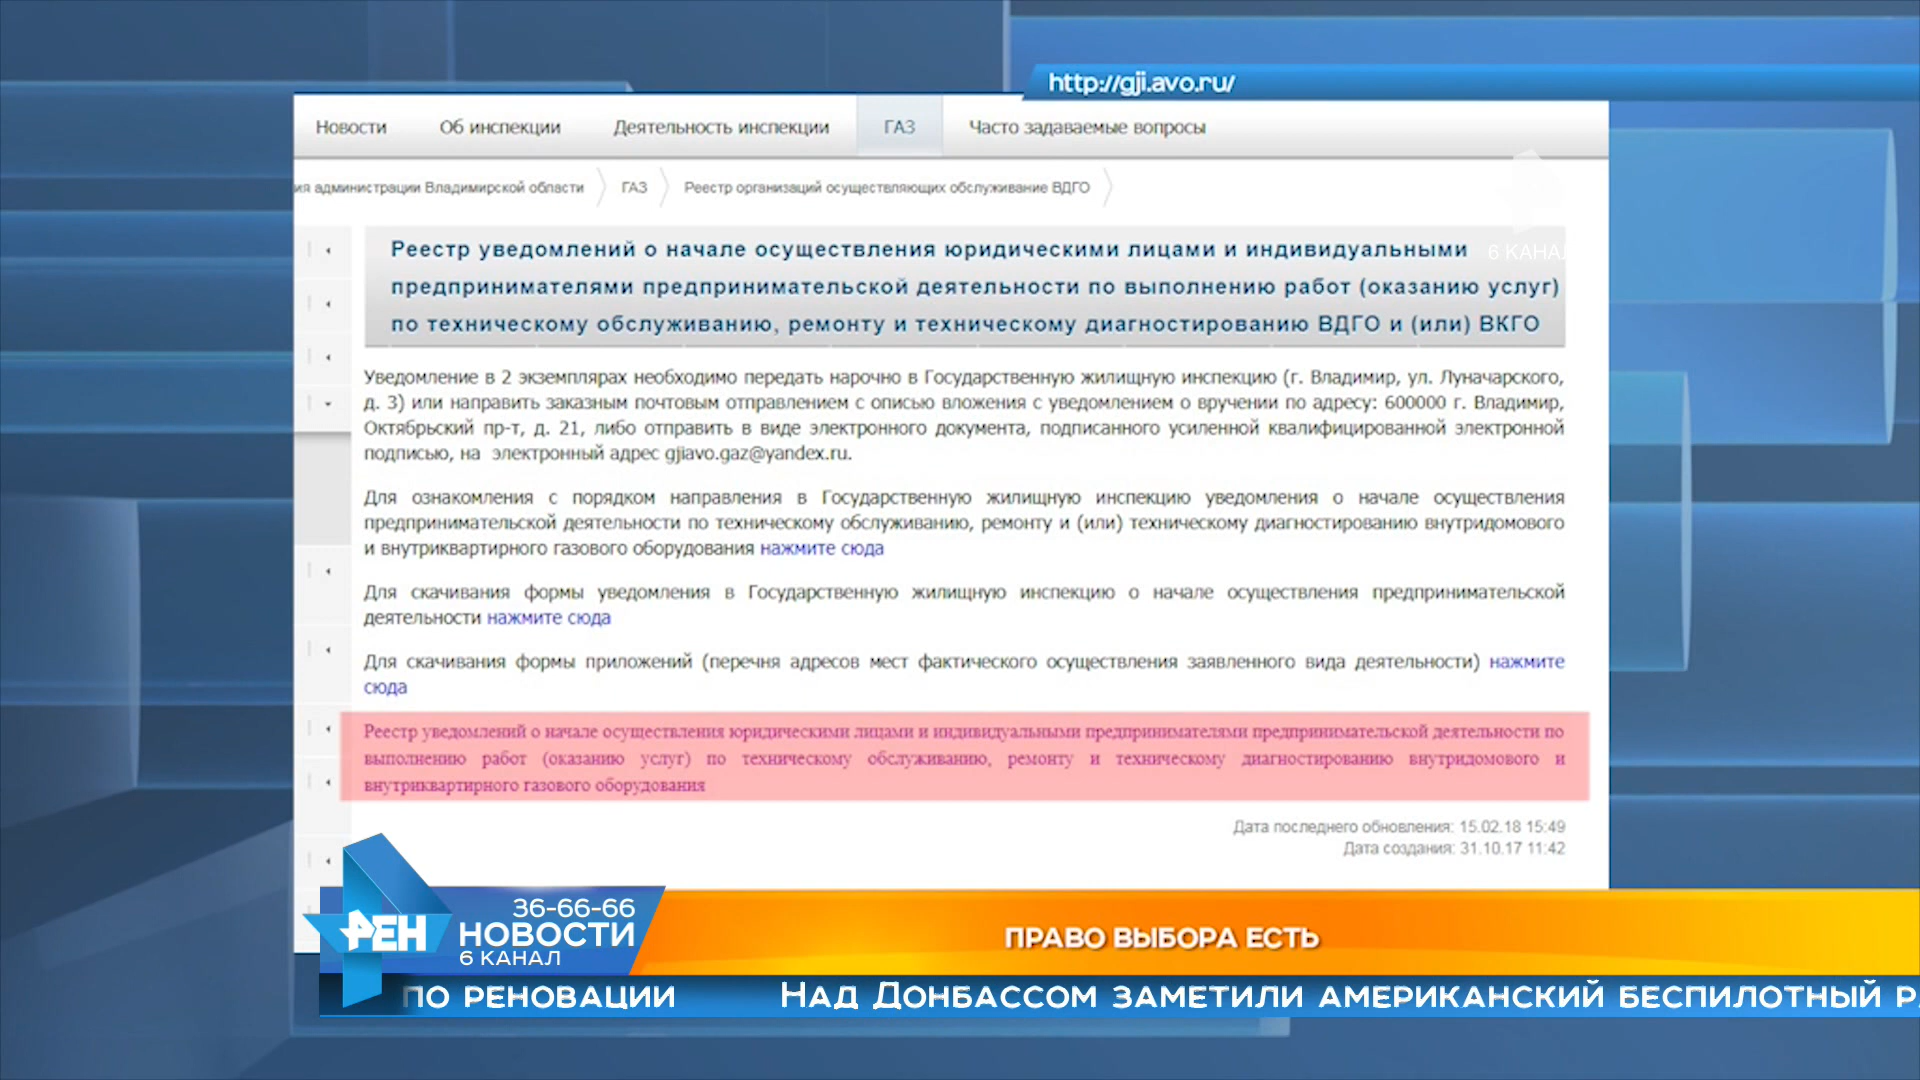 http://gji.avo.ru/
Новости Об инспекции Деятельность инспекции ГАЗ Часто задаваемые вопросы
администрации Владимирской области ГАЗ Реестр организаций осуществляющих обслуживание ВДГО
Реестр уведомлений о начале осуществления юридическими лицами и индивидуальными
6 КАНАЛ
предпринимателями предпринимательской деятельности по выполнению работ (оказанию услуг)
по техническому обслуживанию, ремонту и техническому диагностированию ВДГО и (или) ВКГО
Уведомление в 2 экземплярах необходимо передать нарочно в Государственную жилищную инспекцию (г. Владимир, ул. Луначарского,
д. 3) или направить заказным почтовым отправлением с описью вложения с уведомлением о вручении по адресу: 600000 г. Владимир,
Октябрьский пр-т, д. 21, либо отправить в виде электронного документа, подписанного усиленной квалифицированной электронной
подписью, на электронный адрес gjiavo.gaz@yandex.ru.
Для ознакомления с порядком направления в Государственную жилищную инспекцию уведомления о начале осуществления
предпринимательской деятельности по техническому обслуживанию, ремонту и (или) техническому диагностированию внутридомового
и внутриквартирного газового оборудования нажмите сюда
Для скачивания формы уведомления в Государственную жилищную инспекцию о начале осуществления предпринимательской
деятельности нажмите сюда
Для скачивания формы приложений (перечня адресов мест фактического осуществления заявленного вида деятельности) нажмите
сюда
Реестр уведомлений о начале осуществления юридическими лицами и индивидуальными предпринимателями предпринимательской деятельности по
выполнению работ (оказанию услуг) по техническому обслуживанию, ремонту и техническому диагностированию внутридомового и
внутриквартирного газового оборудования
Дата последнего обновления: 15.02.18 15:49
Дата создания: 31.10.17 11:42
36-66-66
РЕН НОВОСТИ
6 КАНАЛ
ПРАВО ВЫБОРА ЕСТЬ
ПО РЕНОВАЦИИ НАД ДОНБАССОМ ЗАМЕТИЛИ АМЕРИКАНСКИЙ БЕСПИЛОТНЫЙ